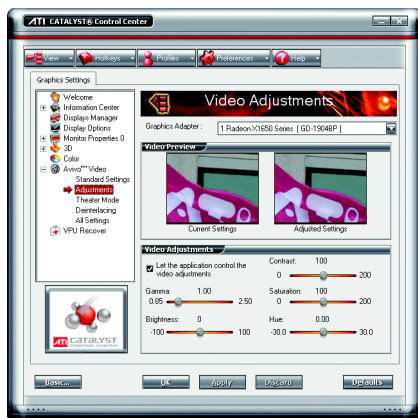 ATI CATALYST® Control Center
View
Hotkeys
Profiles
Preferences
Help
Graphics Settings
Welcome
Information Center
Displays Manager
Display Options
Monitor Properties 0
3D
Color
Avivo™ Video
Standard Settings
Adjustments
Theater Mode
Deinterlacing
All Settings
VPU Recover
ATI CATALYST
CONTROL CENTER
Video Adjustments
Graphics Adapter :
1.Radeon X1650 Series [ GD-1904BP ]
Video Preview
Current Settings
Adjusted Settings
Video Adjustments
Let the application control the
video adjustments
Gamma: 1.00
0.85
2.50
Brightness: 0
-100
100
Contrast: 100
0
200
Saturation: 100
0
200
Hue: 0.00
-30.0
30.0
Basic...
OK
Apply
Discard
Defaults